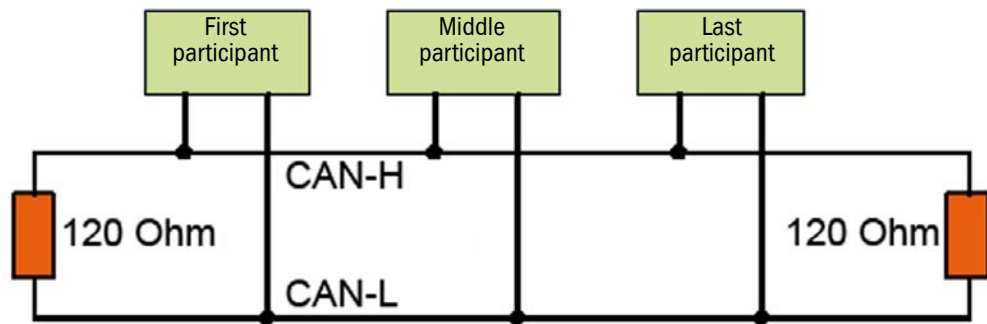 First
participant
Middle
participant
Last
participant
CAN-H
120 Ohm
120 Ohm
CAN-L